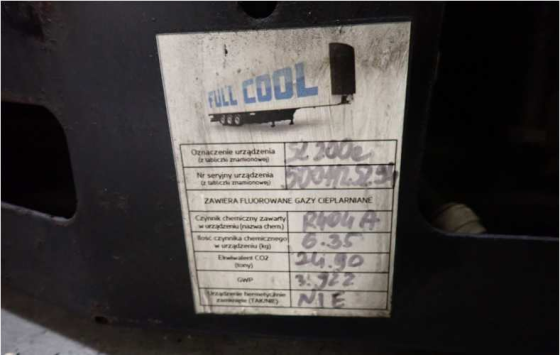 FULL COOL
Oznaczenie urządzenia
(z tabliczki znamionowej)
SL200e
Nr seryjny urządzenia
(z tabliczki znamionowej)
ZAWIERA FLUOROWANE GAZY CIEPLARNIANE
Czynnik chemiczny zawarty
w urządzeniu (nazwa chem.)
R404A
Ilość czynnika chemicznego
w urządzeniu (kg)
6.35
Ekwiwalent CO2
(tony)
24.90
GWP
3.922
Urządzenie hermetycznie
zamknięte (TAK/NIE)
NIE